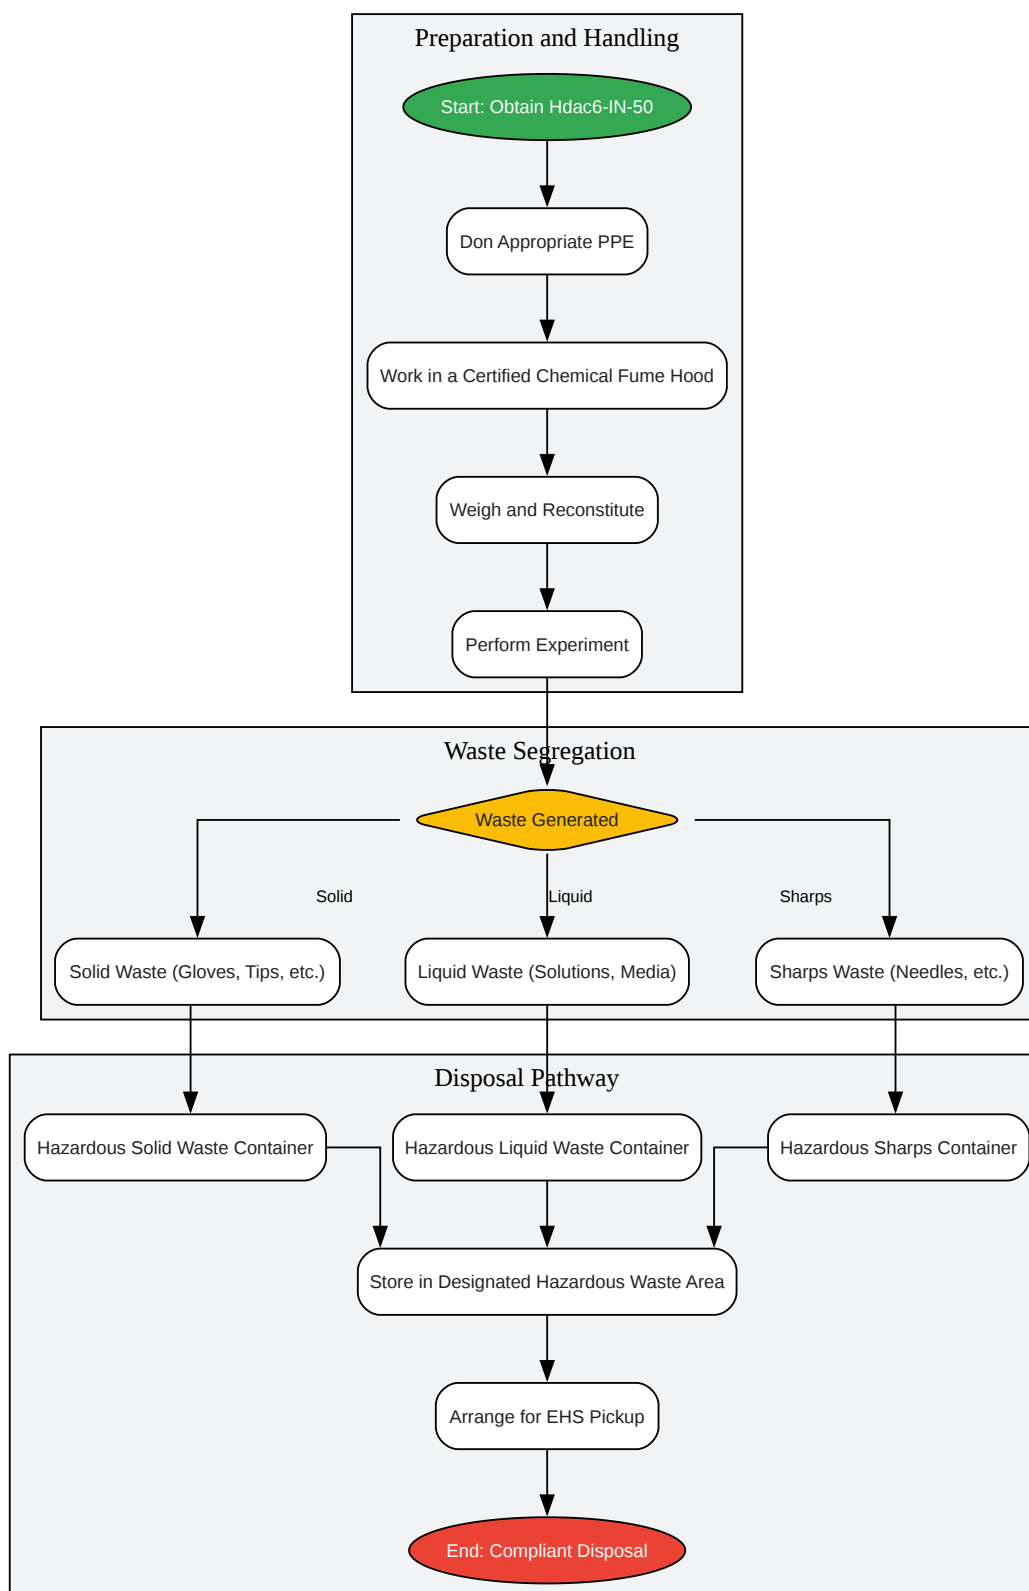 Preparation and Handling
Start: Obtain Hdac6-IN-50
Don Appropriate PPE
Work in a Certified Chemical Fume Hood
Weigh and Reconstitute
Perform Experiment
Waste Segregation
Waste Generated
Solid
Liquid
Sharps
Solid Waste (Gloves, Tips, etc.)
Liquid Waste (Solutions, Media)
Sharps Waste (Needles, etc.)
Disposal Pathway
Hazardous Solid Waste Container
Hazardous Liquid Waste Container
Hazardous Sharps Container
Store in Designated Hazardous Waste Area
Arrange for EHS Pickup
End: Compliant Disposal